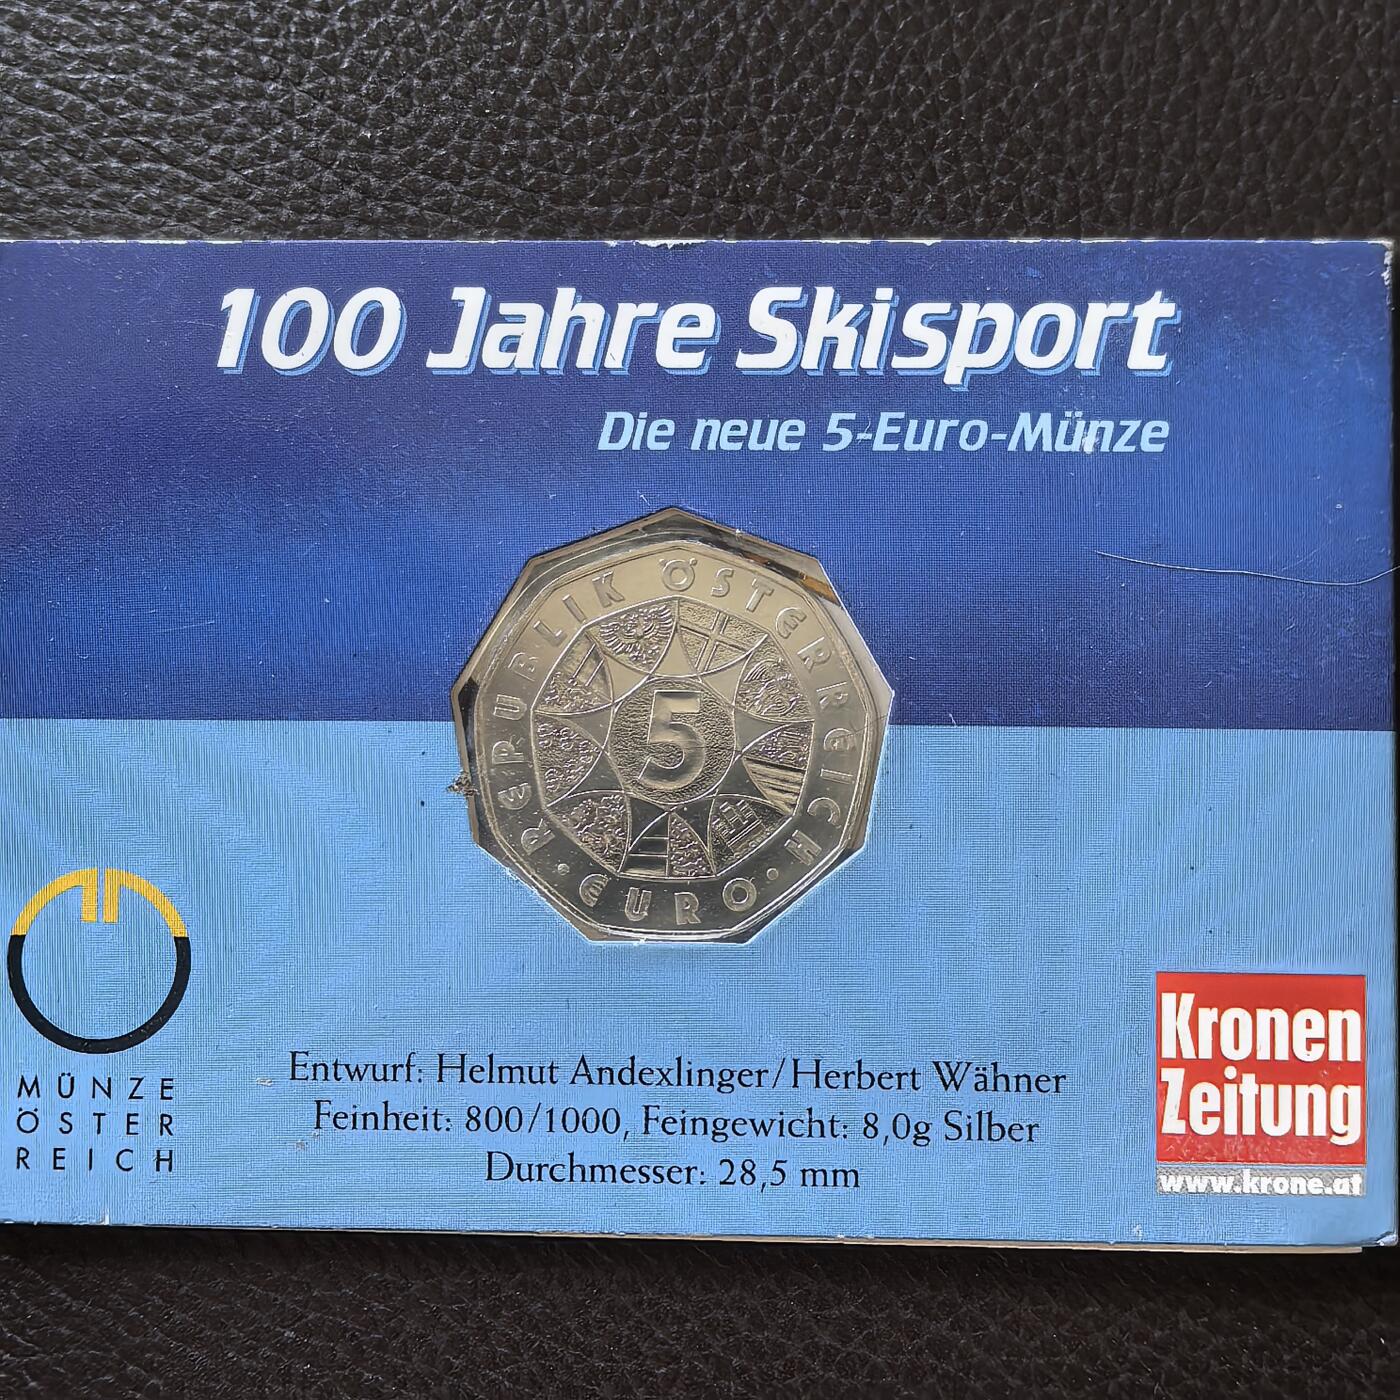 100 Jahre Skisport
Die neue 5-Euro-Münze
REPUBLIK ÖSTERREICH
5
· EURO ·
MÜNZE
ÖSTER
REICH
Entwurf: Helmut Andexlinger/Herbert Wähner
Feinheit: 800/1000, Feingewicht: 8,0g Silber
Durchmesser: 28,5 mm
Kronen
Zeitung
www.krone.at